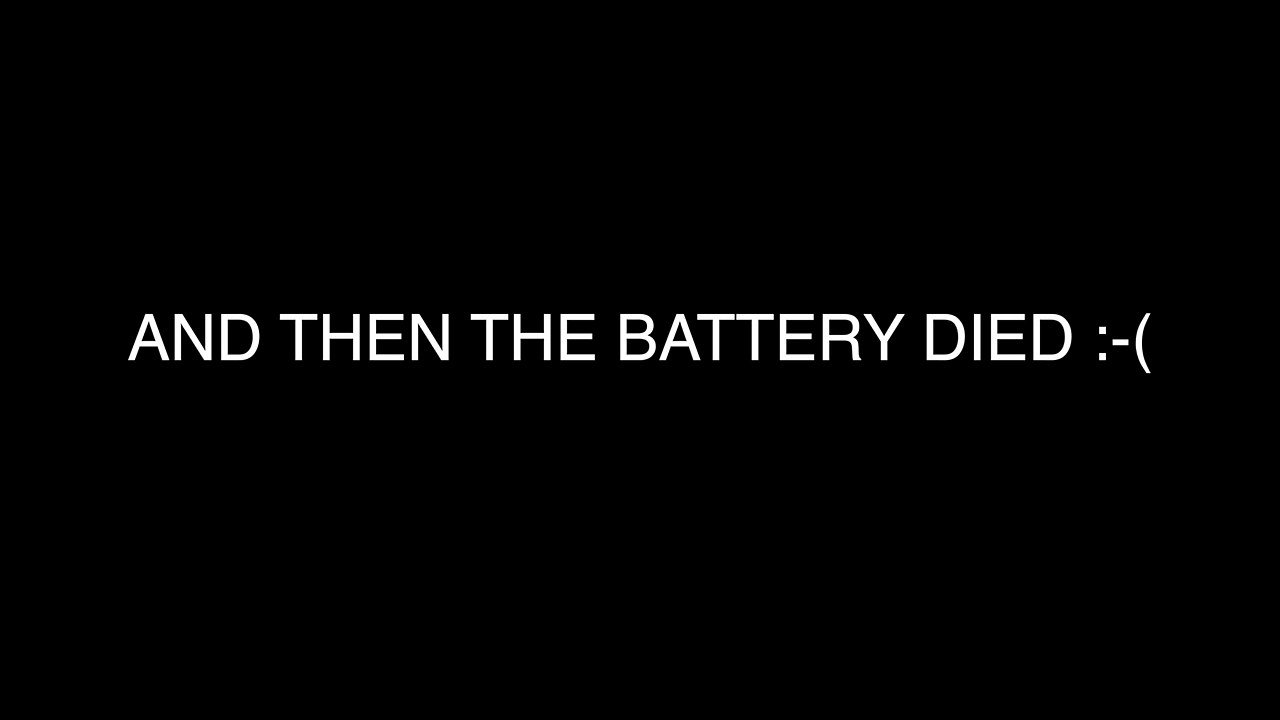 AND THEN THE BATTERY DIED :-(